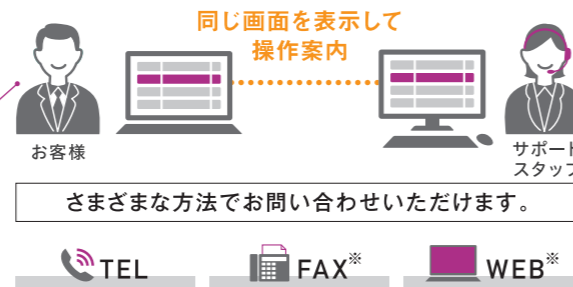 同じ画面を表示して
操作案内
お客様
サポート
スタッフ
さまざまな方法でお問い合わせいただけます。
TEL
FAX※
WEB※